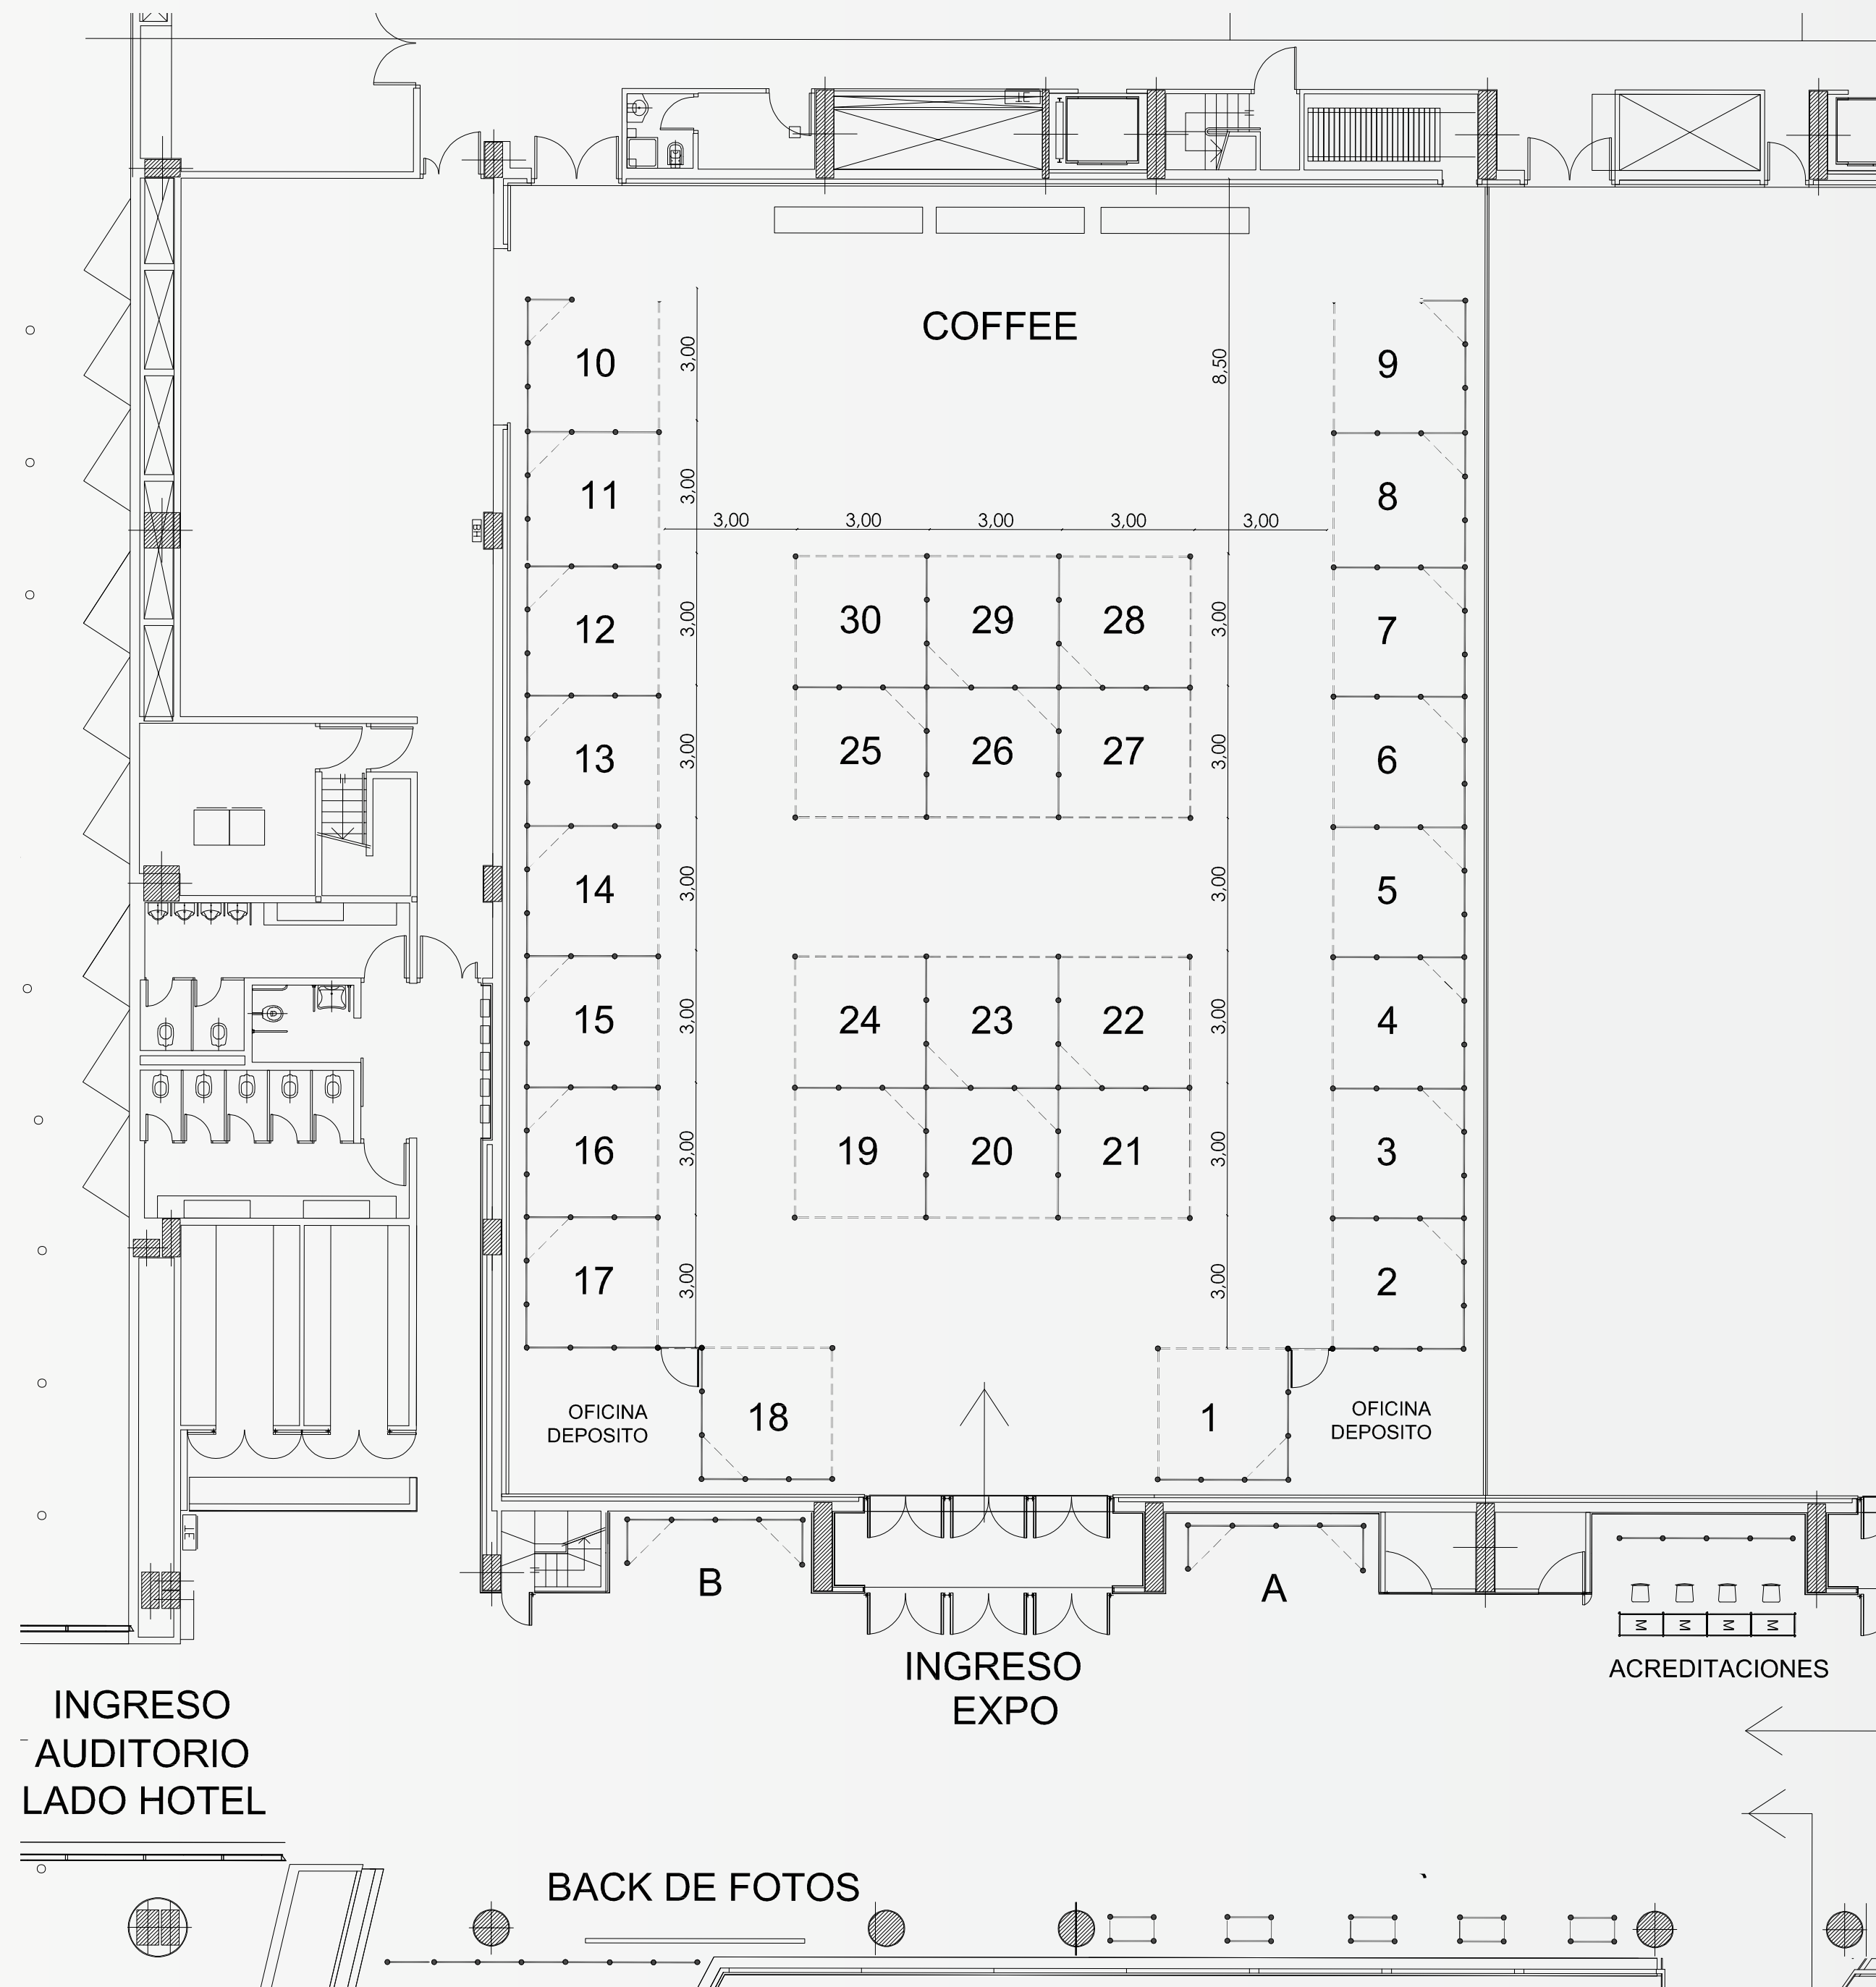 TE
COFFEE
10
3,00
8,50
9
11
3,00
8
HB
3,00
3,00
3,00
3,00
3,00
12
3,00
30
29
28
3,00
7
13
3,00
25
26
27
3,00
6
14
3,00
3,00
5
15
3,00
24
23
22
3,00
4
16
3,00
19
20
21
3,00
3
17
3,00
3,00
2
OFICINA
DEPOSITO
18
1
OFICINA
DEPOSITO
TE
B
A
M
M
M
M
INGRESO
EXPO
ACREDITACIONES
INGRESO
AUDITORIO
LADO HOTEL
BACK DE FOTOS